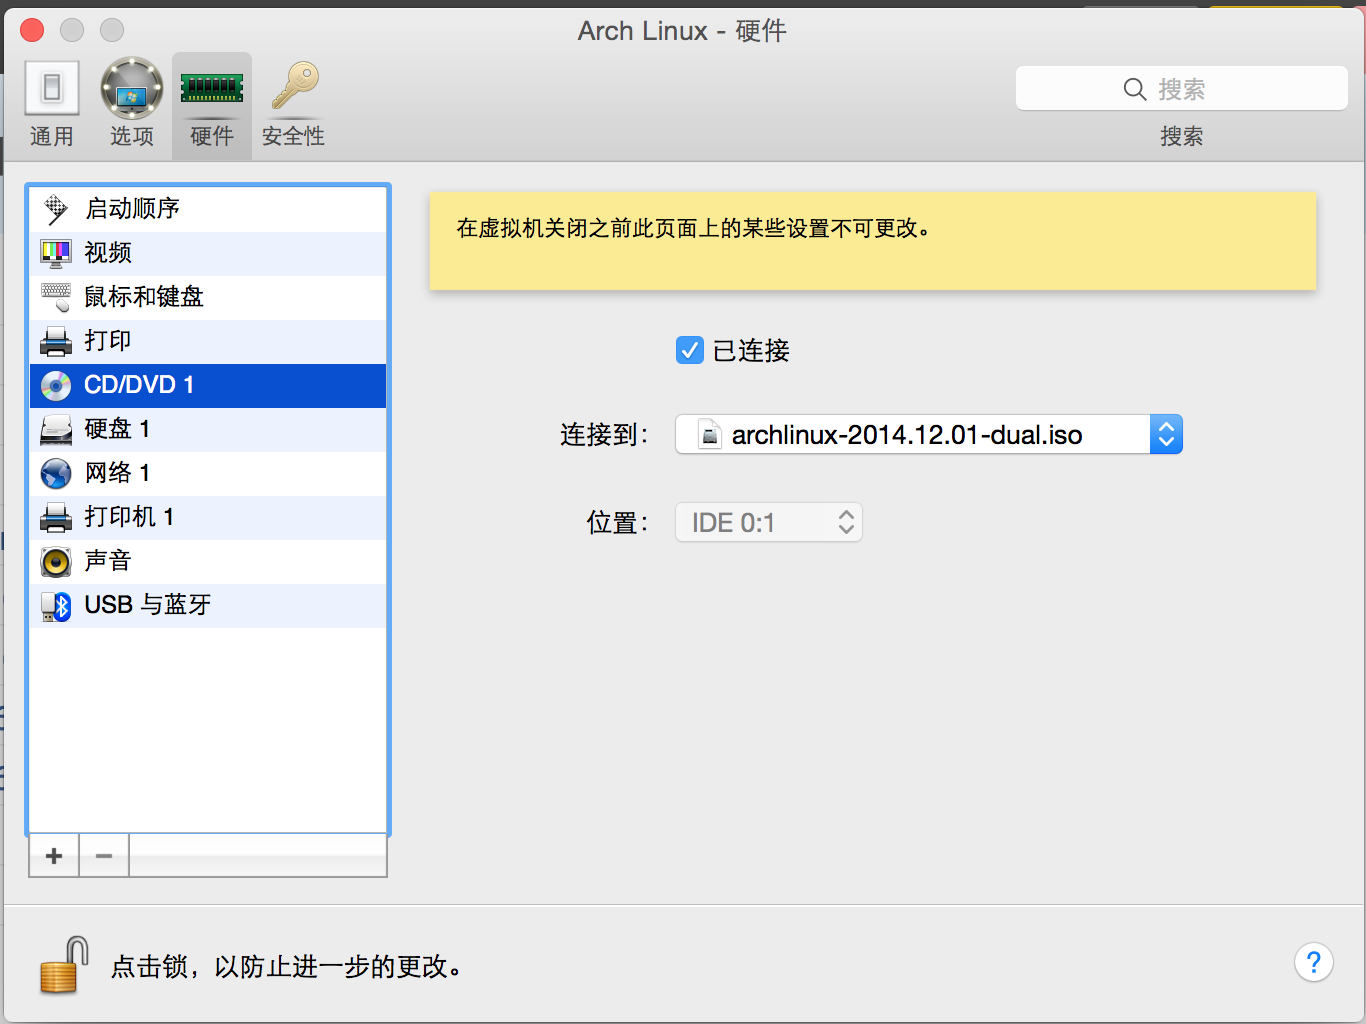 Arch Linux - 硬件
通用
选项
硬件
安全性
搜索
搜索
启动顺序
视频
鼠标和键盘
打印
CD/DVD 1
硬盘 1
网络 1
打印机 1
声音
USB 与蓝牙
在虚拟机关闭之前此页面上的某些设置不可更改。
已连接
连接到：
archlinux-2014.12.01-dual.iso
位置：
IDE 0:1
点击锁，以防止进一步的更改。
?